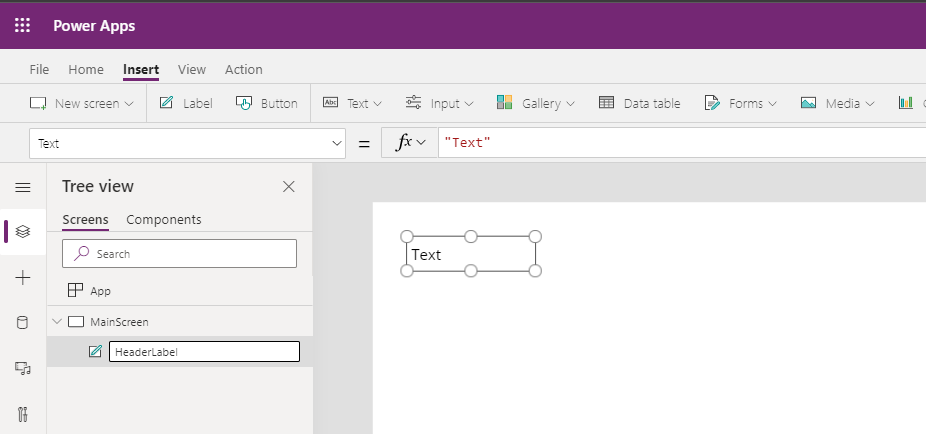 Power Apps
File Home Insert View Action
New screen Label Button Abc Text Input Gallery Data table Forms Media
Text = fx "Text"
Tree view
Screens Components
Search
App
MainScreen
HeaderLabel
Text